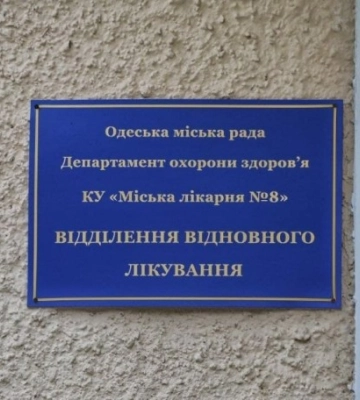 Одеська міська рада
Департамент охорони здоров'я
КУ «Міська лікарня №8»
ВІДДІЛЕННЯ ВІДНОВНОГО
ЛІКУВАННЯ